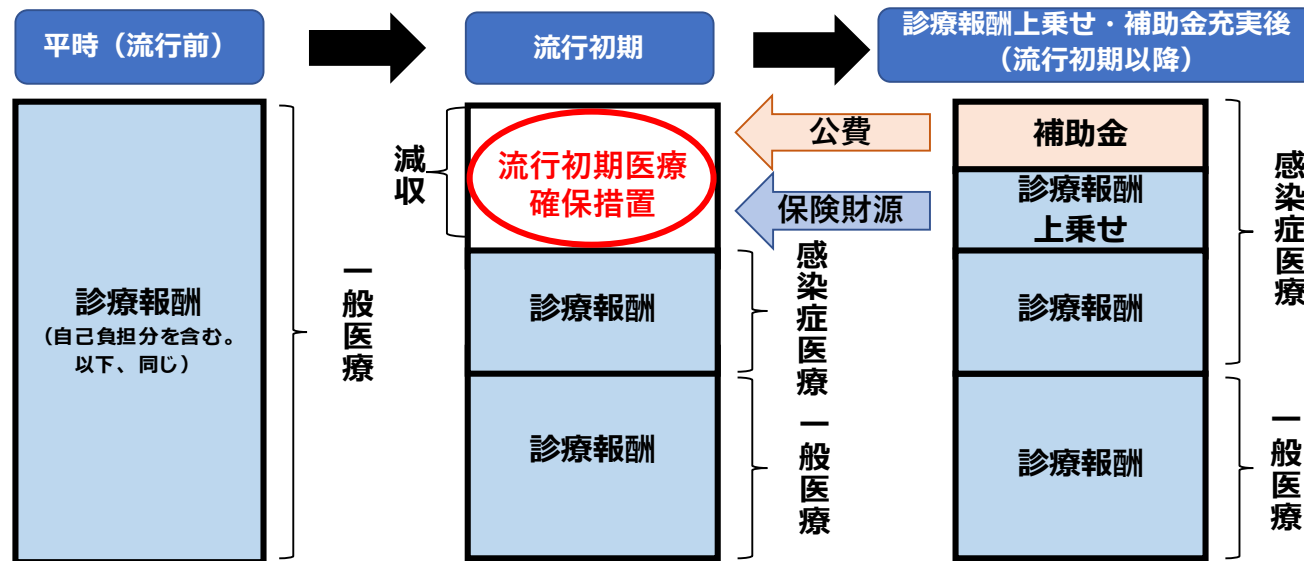 平時（流行前）
流行初期
診療報酬上乗せ・補助金充実後
（流行初期以降）
診療報酬
（自己負担分を含む。
以下、同じ）
一般医療
減収
流行初期医療
確保措置
診療報酬
診療報酬
感染症医療
一般医療
公費
保険財源
補助金
診療報酬
上乗せ
診療報酬
診療報酬
感染症医療
一般医療